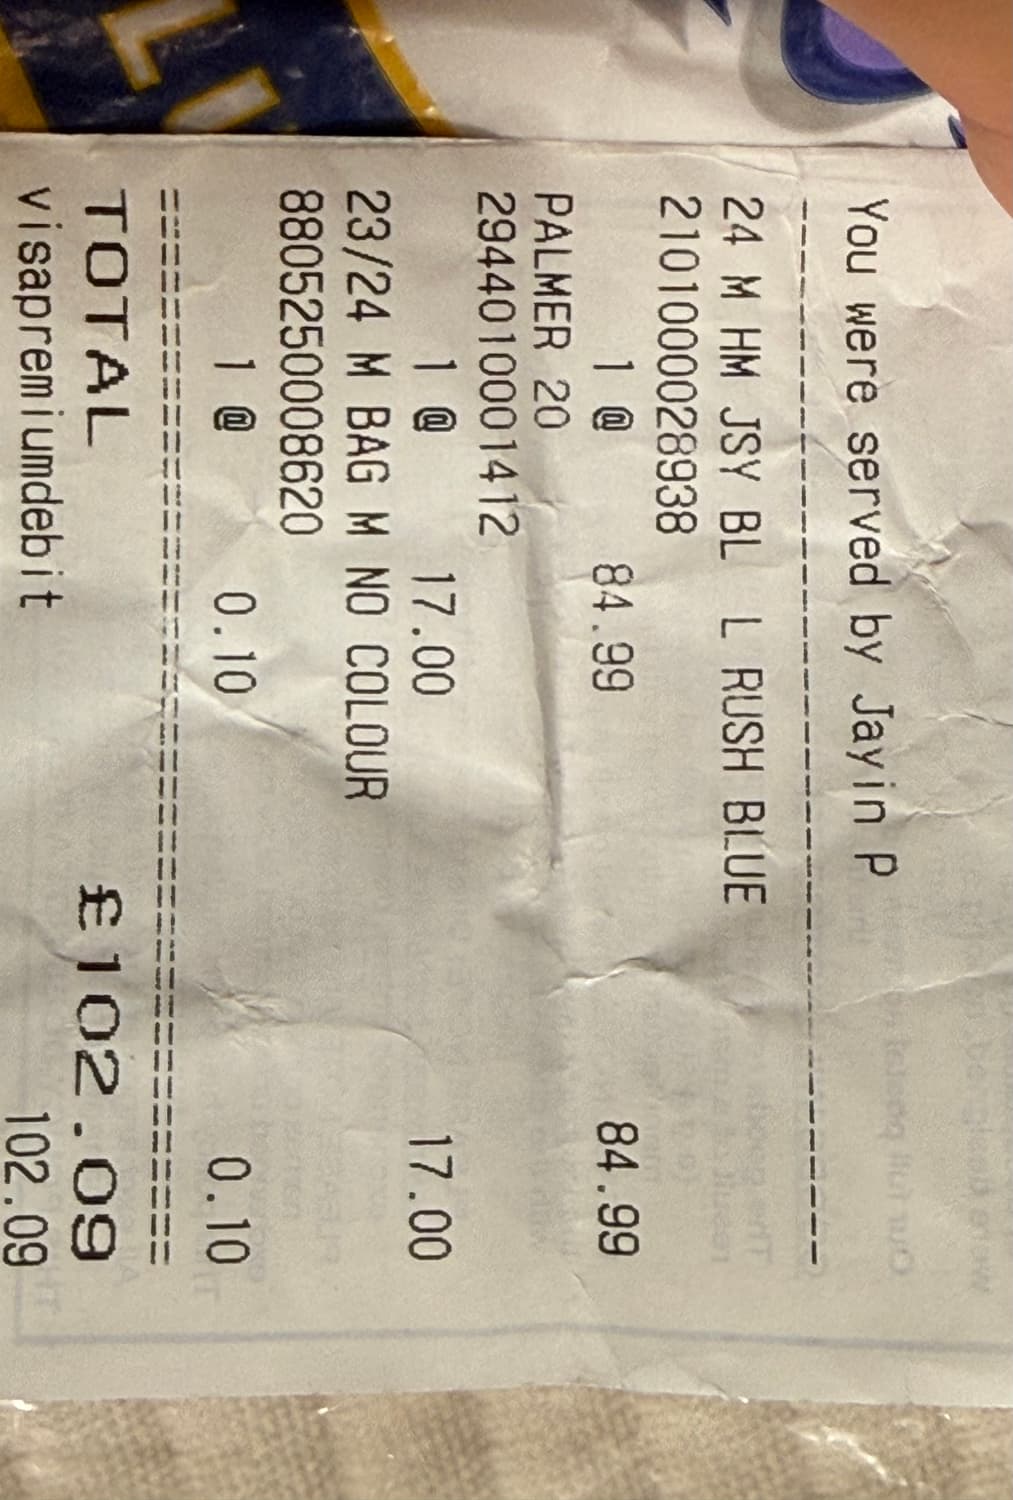 You were served by Jayin P
------------------------------------------
24 M HM JSY BL  L RUSH BLUE
2101000028938
1 @ 84.99 84.99
PALMER 20
2944010001412
1 @ 17.00 17.00
23/24 M BAG M NO COLOUR
8805250008620
1 @ 0.10 0.10
==========================================
TOTAL £102.09
visapremiumdebit 102.09